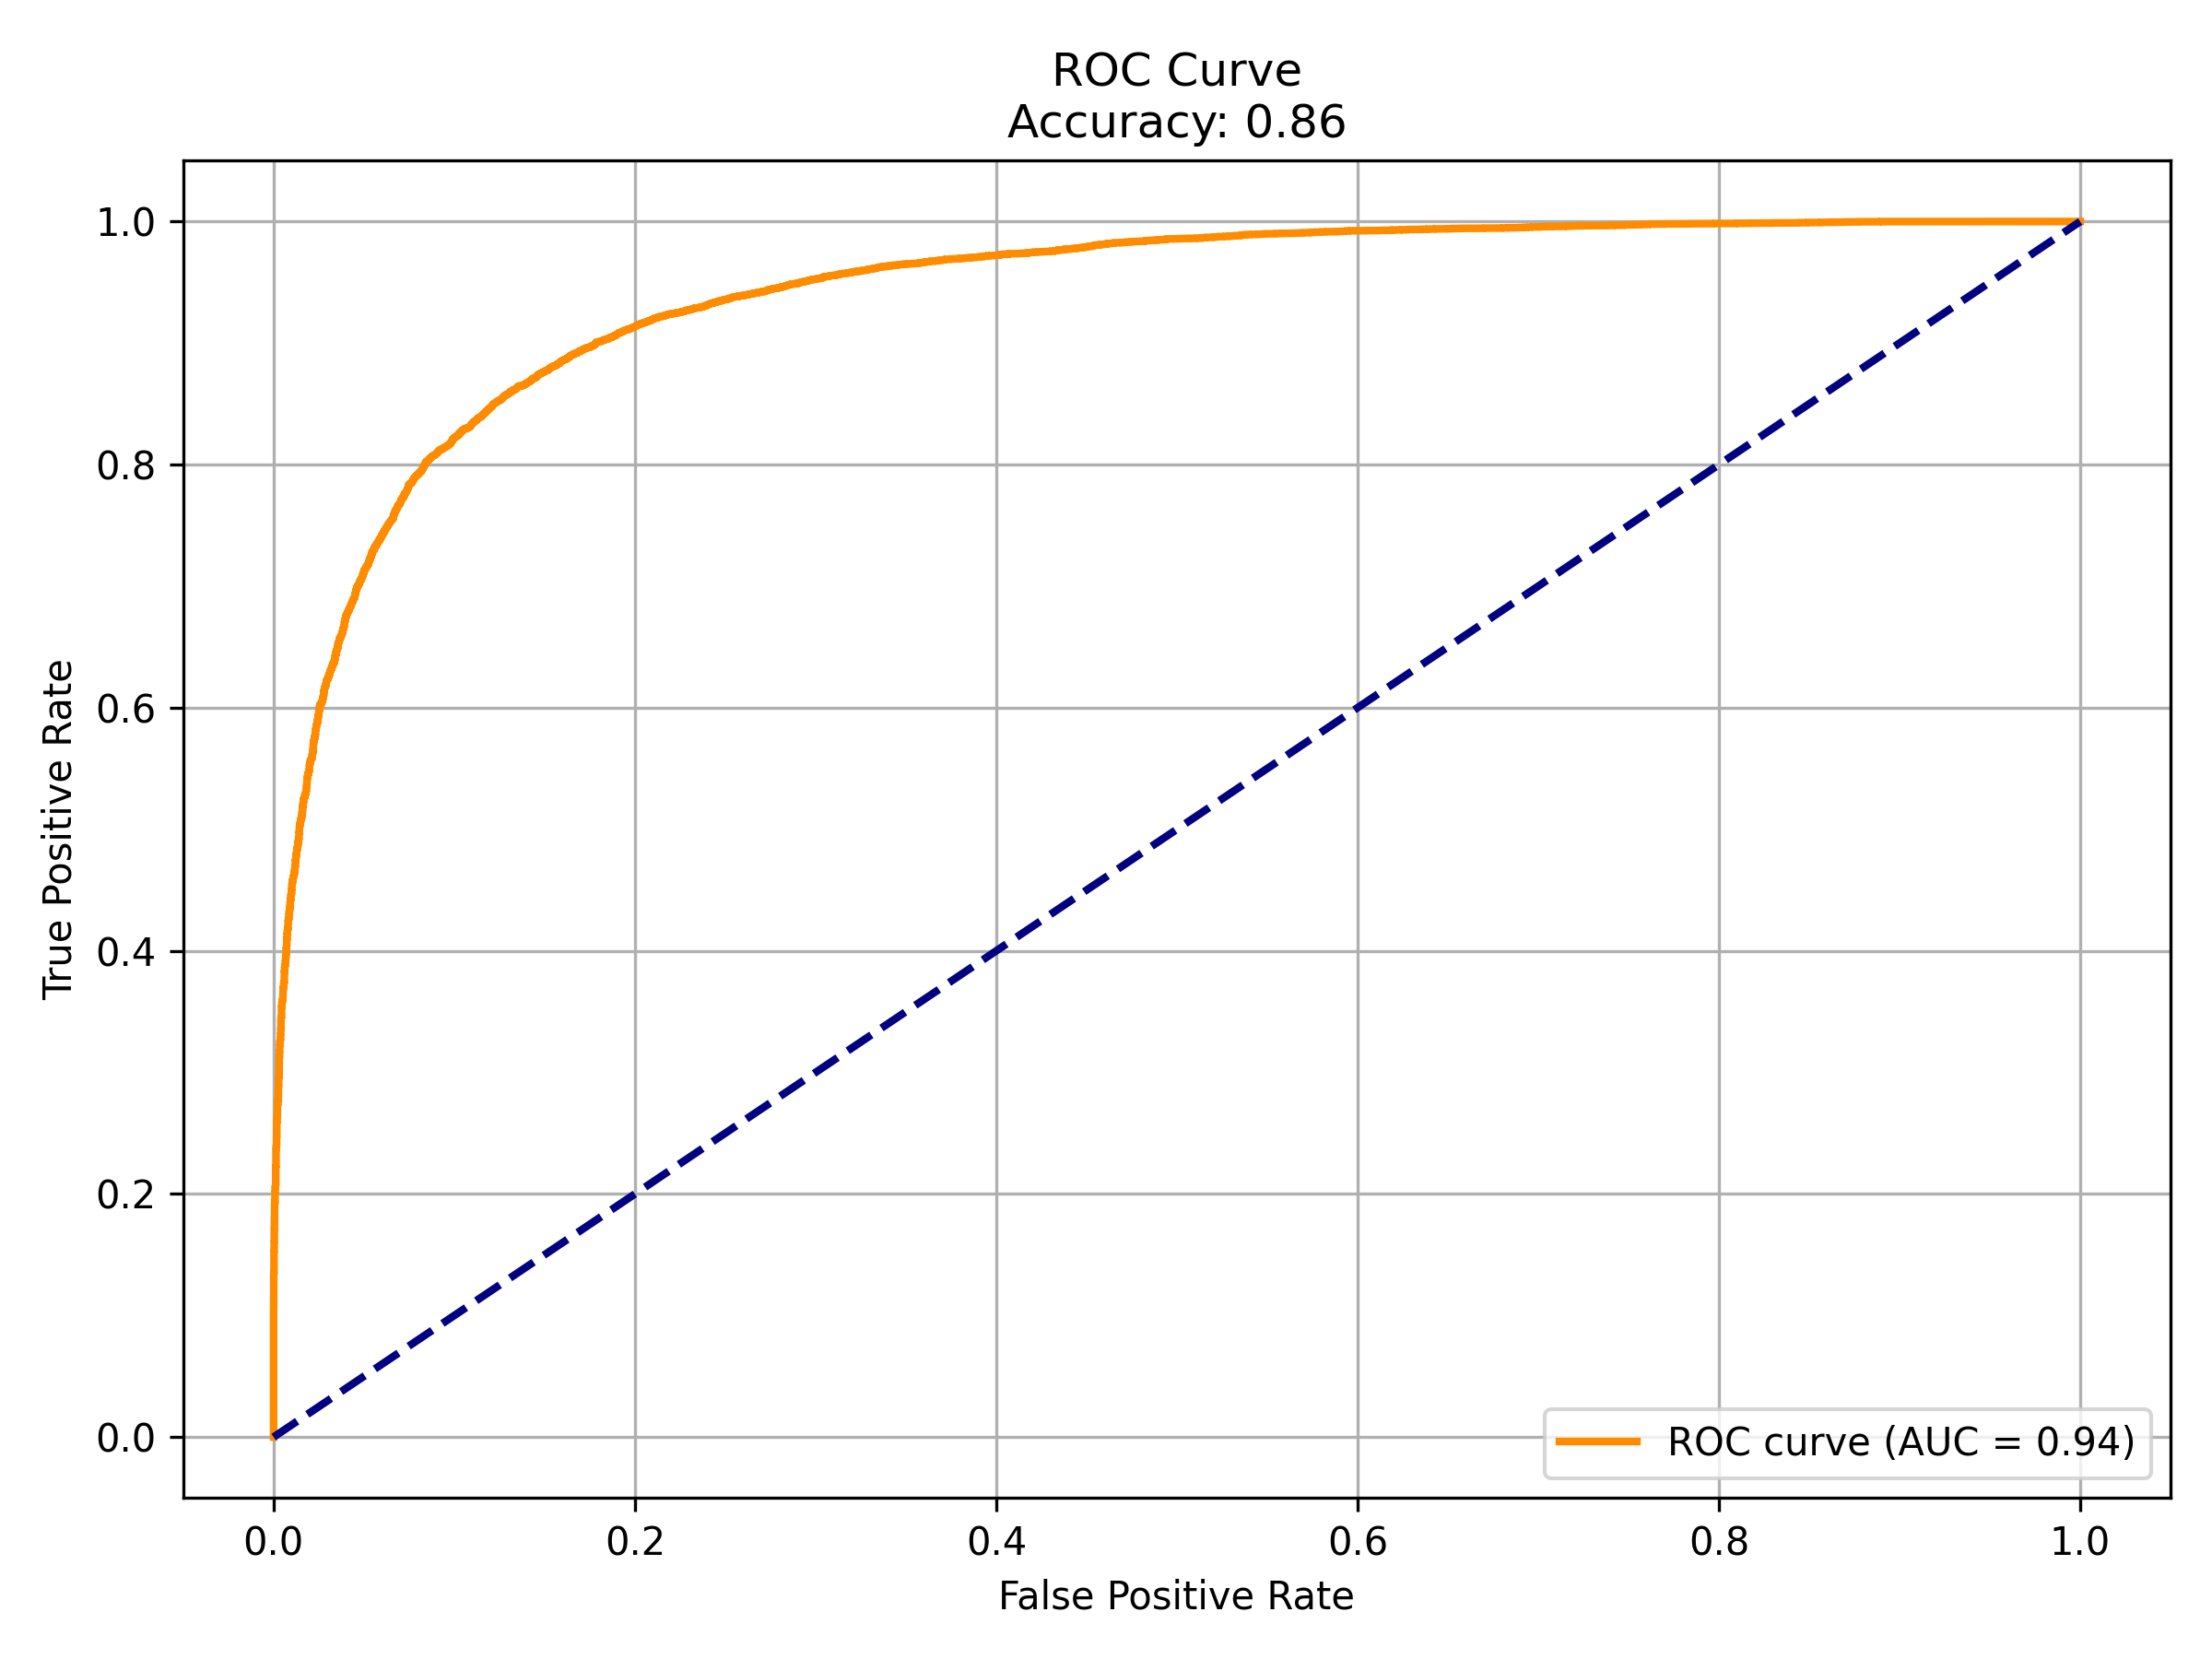 ROC Curve
Accuracy: 0.86
True Positive Rate
1.0
0.8
0.6
0.4
0.2
0.0
ROC curve (AUC = 0.94)
0.0 0.2 0.4 0.6 0.8 1.0
False Positive Rate